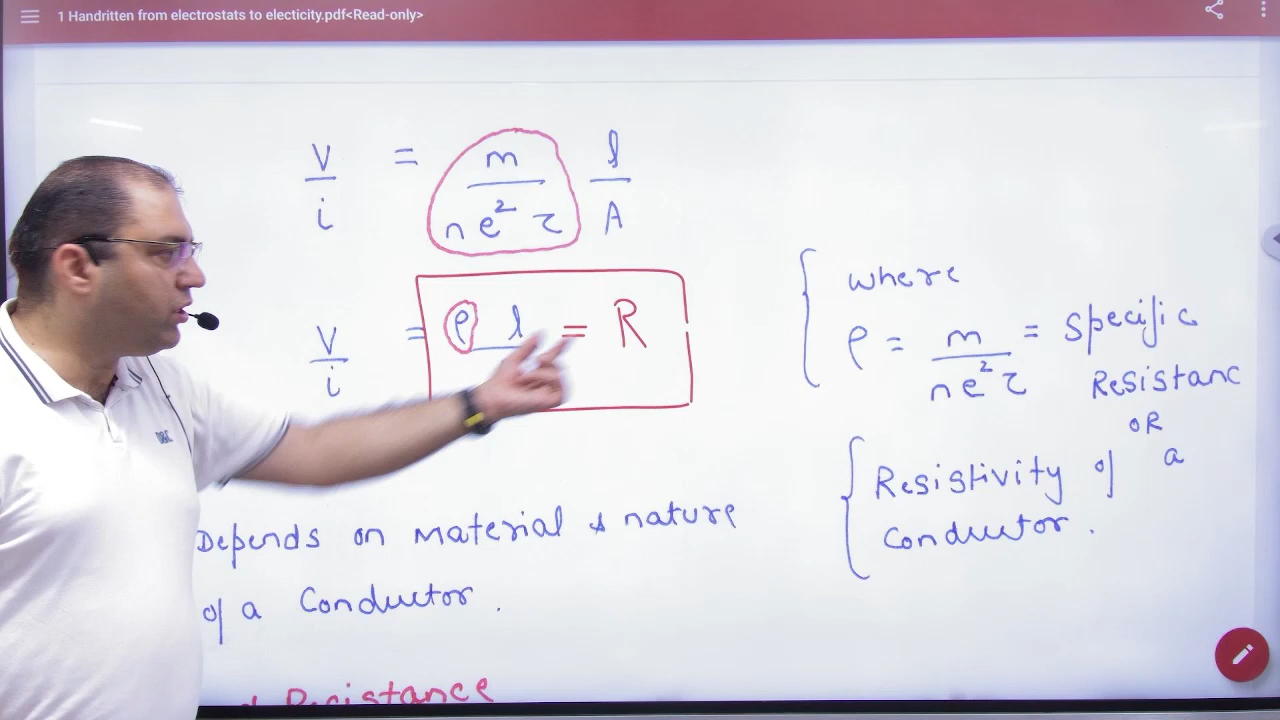 1 Handritten from electrostats to electicity.pdf<Read-only>
V/i = m/ne²τ l/A
V/i = ρ l = R
where
ρ = m/ne²τ = specific
Resistanc
OR
Resistivity of a
conductor.
Depends on material & nature
of a conductor.
Resistance